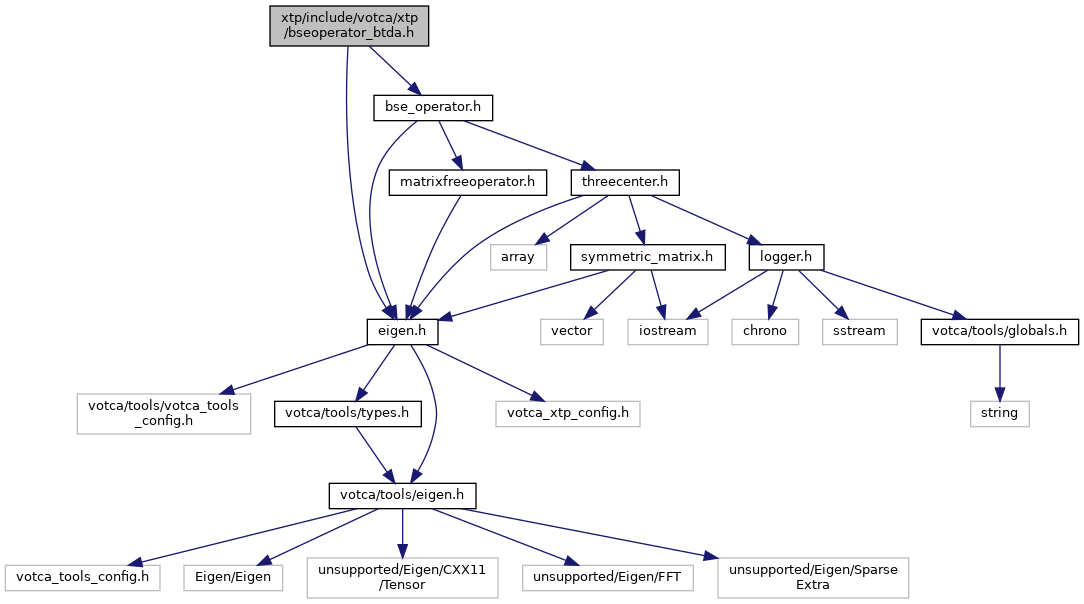 xtp/include/votca/xtp
/bseoperator_btda.h
bse_operator.h
matrixfreeoperator.h
threecenter.h
array
symmetric_matrix.h
logger.h
eigen.h
vector
iostream
chrono
sstream
votca/tools/globals.h
votca/tools/votca_tools
_config.h
votca/tools/types.h
votca_xtp_config.h
string
votca/tools/eigen.h
votca_tools_config.h
Eigen/Eigen
unsupported/Eigen/CXX11
/Tensor
unsupported/Eigen/FFT
unsupported/Eigen/Sparse
Extra